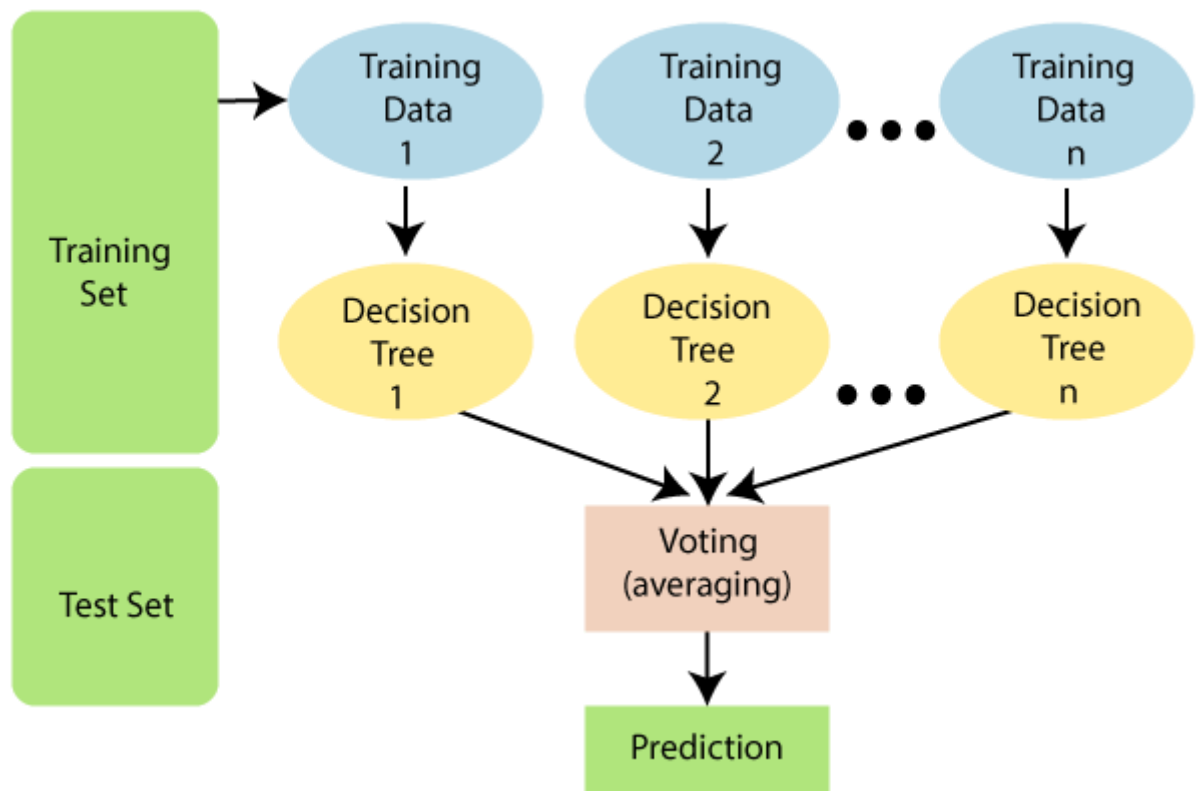 Training
Set
Training
Data
1
Training
Data
2
Training
Data
n
Decision
Tree
1
Decision
Tree
2
Decision
Tree
n
Test Set
Voting
(averaging)
Prediction